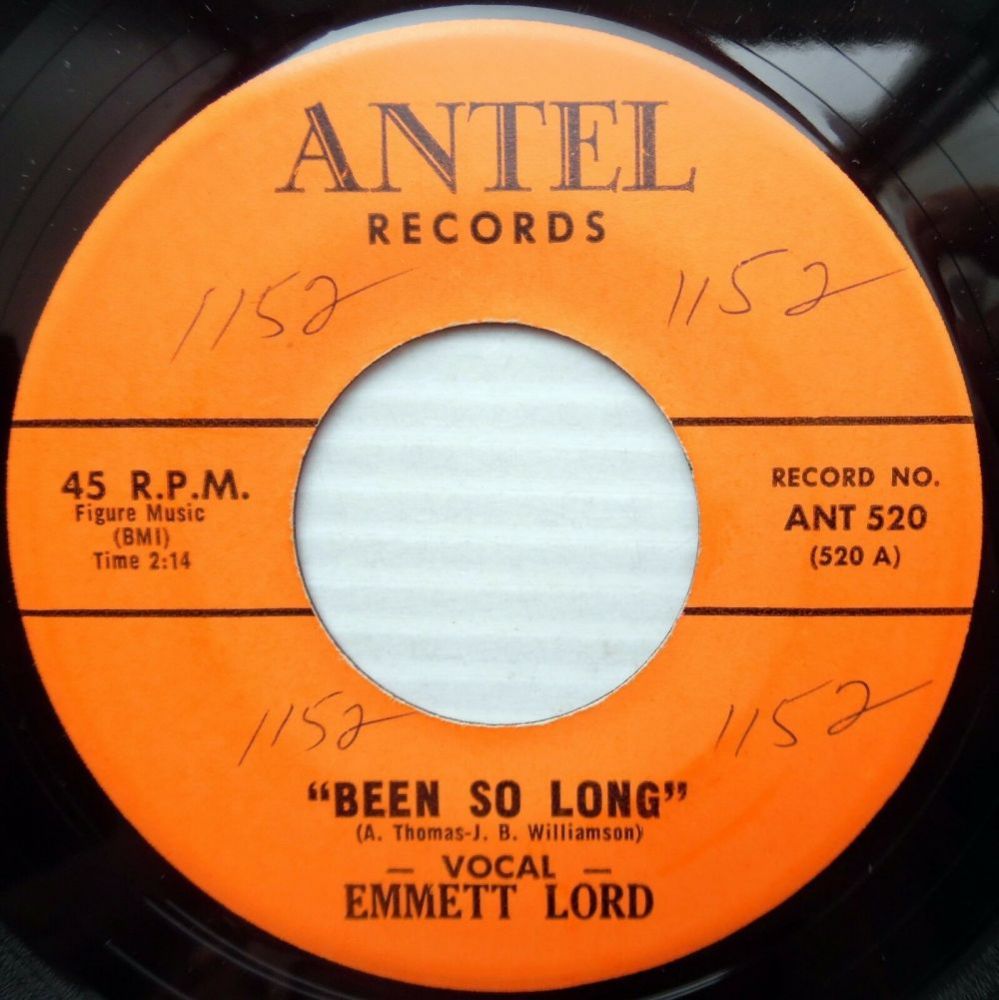 ANTEL
RECORDS
1152 1152
45 R.P.M.
Figure Music
(BMI)
Time 2:14
RECORD NO.
ANT 520
(520 A)
1152 1152
“BEEN SO LONG”
(A. Thomas-J. B. Williamson)
— VOCAL —
EMMETT LORD